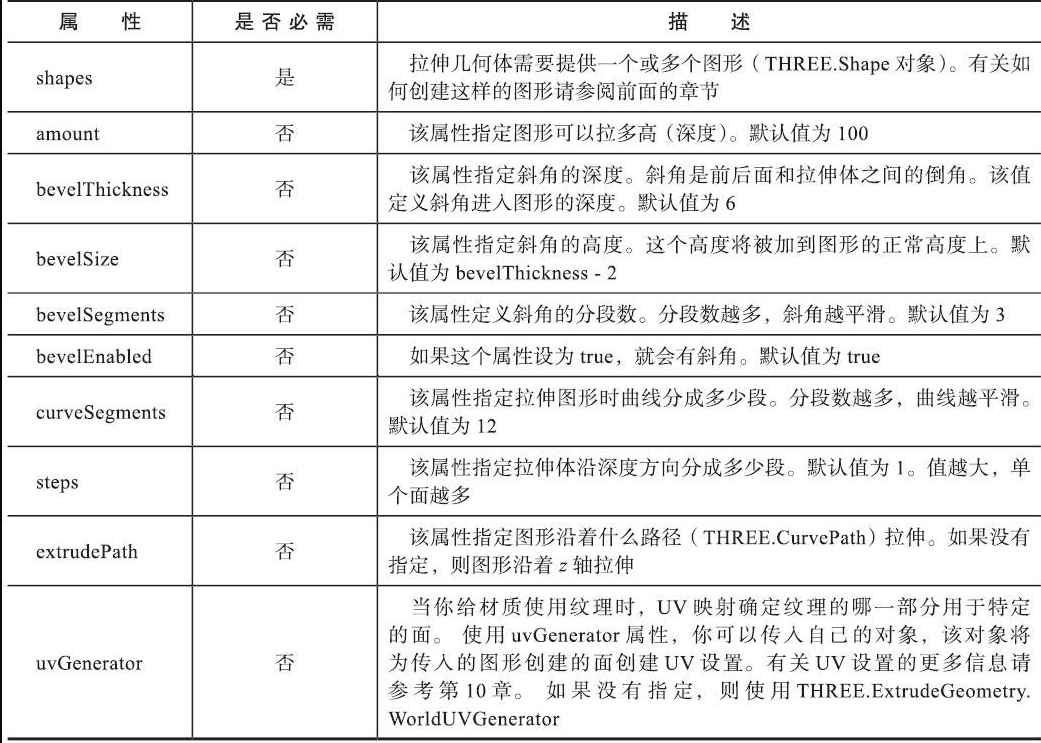 属 性 是否必需 描 述
shapes 是 拉伸几何体需要提供一个或多个图形（THREE.Shape 对象）。有关如
何创建这样的图形请参阅前面的章节
amount 否 该属性指定图形可以拉多高（深度）。默认值为 100
bevelThickness 否 该属性指定斜角的深度。斜角是前后面和拉伸体之间的倒角。该值
定义斜角进入图形的深度。默认值为 6
bevelSize 否 该属性指定斜角的高度。这个高度将被加到图形的正常高度上。默
认值为 bevelThickness - 2
bevelSegments 否 该属性定义斜角的分段数。分段数越多，斜角越平滑。默认值为 3
bevelEnabled 否 如果这个属性设为 true，就会有斜角。默认值为 true
curveSegments 否 该属性指定拉伸图形时曲线分成多少段。分段数越多，曲线越平滑。
默认值为 12
steps 否 该属性指定拉伸体沿深度方向分成多少段。默认值为 1。值越大，单
个面越多
extrudePath 否 该属性指定图形沿着什么路径（THREE.CurvePath）拉伸。如果没有
指定，则图形沿着 z 轴拉伸
uvGenerator 否 当你给材质使用纹理时，UV 映射确定纹理的哪一部分用于特定
的面。 使用 uvGenerator 属性，你可以传入自己的对象，该对象将
为传入的图形创建的面创建 UV 设置。有关 UV 设置的更多信息请
参考第 10 章。 如果没有指定，则使用 THREE.ExtrudeGeometry.
WorldUVGenerator